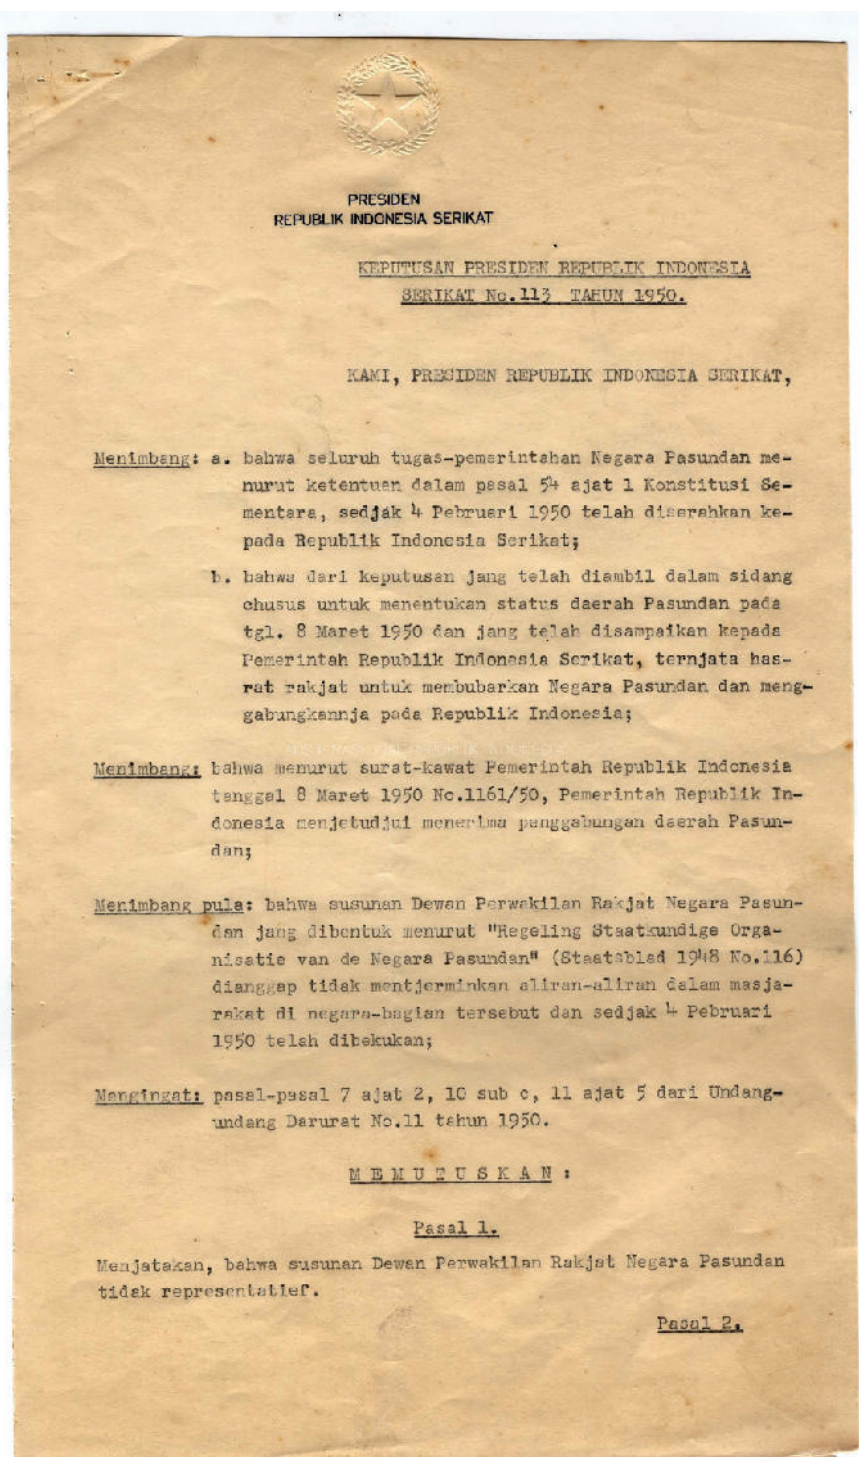 PRESIDEN
REPUBLIK INDONESIA SERIKAT
KEPUTUSAN PRESIDEN REPUBLIK INDONESIA
SERIKAT No.113 TAHUN 1950.
KAMI, PRESIDEN REPUBLIK INDONESIA SERIKAT,
Menimbang: a. bahwa seluruh tugas-pemerintahan Negara Pasundan me-
nurut ketentuan dalam pasal 54 ajat 1 Konstitusi Se-
mentara, sedjak 4 Pebruari 1950 telah diserahkan ke-
pada Republik Indonesia Serikat;
b. bahwa dari keputusan jang telah diambil dalam sidang
chusus untuk menentukan status daerah Pasundan pada
tgl. 8 Maret 1950 dan jang telah disampaikan kepada
Pemerintah Republik Indonesia Serikat, ternjata has-
rat rakjat untuk membubarkan Negara Pasundan dan meng-
gabungkannja pada Republik Indonesia;
Menimbang: bahwa menurut surat-kawat Pemerintah Republik Indonesia
tanggal 8 Maret 1950 No.1161/50, Pemerintah Republik In-
donesia menjetudjui menerima penggabungan daerah Pasun-
dan;
Menimbang pula: bahwa susunan Dewan Perwakilan Rakjat Negara Pasun-
dan jang dibentuk menurut "Regeling Staatkundige Orga-
nisatie van de Negara Pasundan" (Staatsblad 1948 No.116)
dianggap tidak mentjerminkan aliran-aliran dalam masja-
rakat di negara-bagian tersebut dan sedjak 4 Pebruari
1950 telah dibekukan;
Mengingat: pasal-pasal 7 ajat 2, 10 sub c, 11 ajat 5 dari Undang-
undang Darurat No.11 tahun 1950.
M E M U T U S K A N :
Pasal 1.
Menjatakan, bahwa susunan Dewan Perwakilan Rakjat Negara Pasundan
tidak representatief.
Pasal 2.